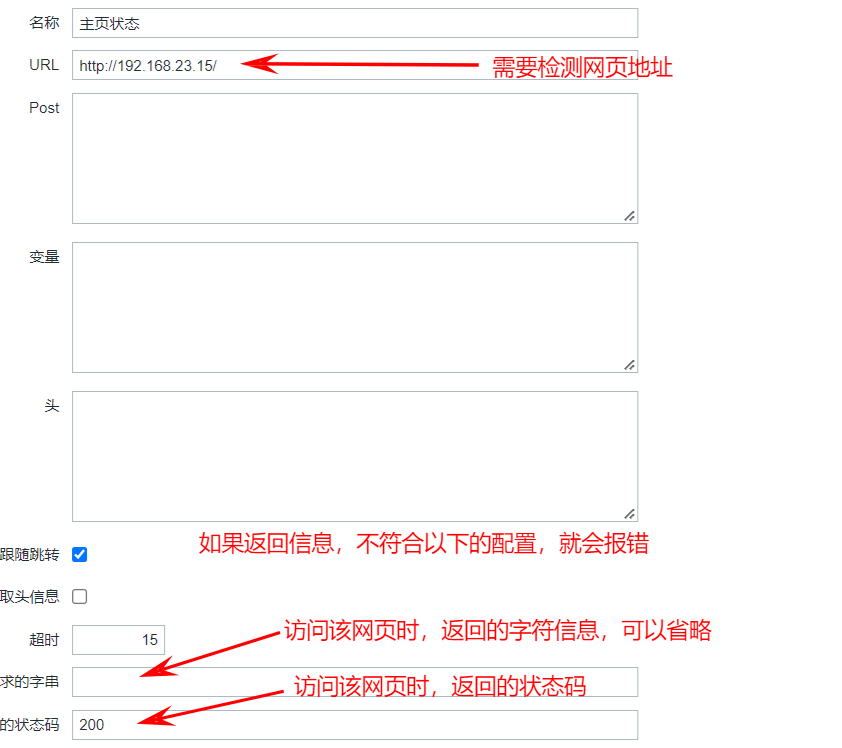 名称 主页状态
URL http://192.168.23.15/ 需要检测网页地址
Post
变量
头
如果返回信息，不符合以下的配置，就会报错
跟随跳转
取头信息
访问该网页时，返回的字符信息，可以省略
超时 15
求的字串
访问该网页时，返回的状态码
的状态码 200